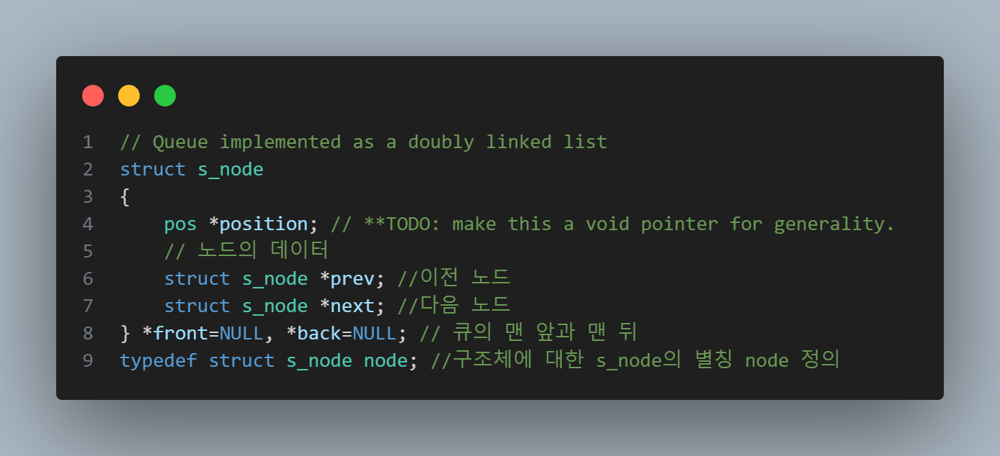 1 // Queue implemented as a doubly linked list
2 struct s_node
3 {
4     pos *position; // **TODO: make this a void pointer for generality.
5     // 노드의 데이터
6     struct s_node *prev; //이전 노드
7     struct s_node *next; //다음 노드
8 } *front=NULL, *back=NULL; // 큐의 맨 앞과 맨 뒤
9 typedef struct s_node node; //구조체에 대한 s_node의 별칭 node 정의